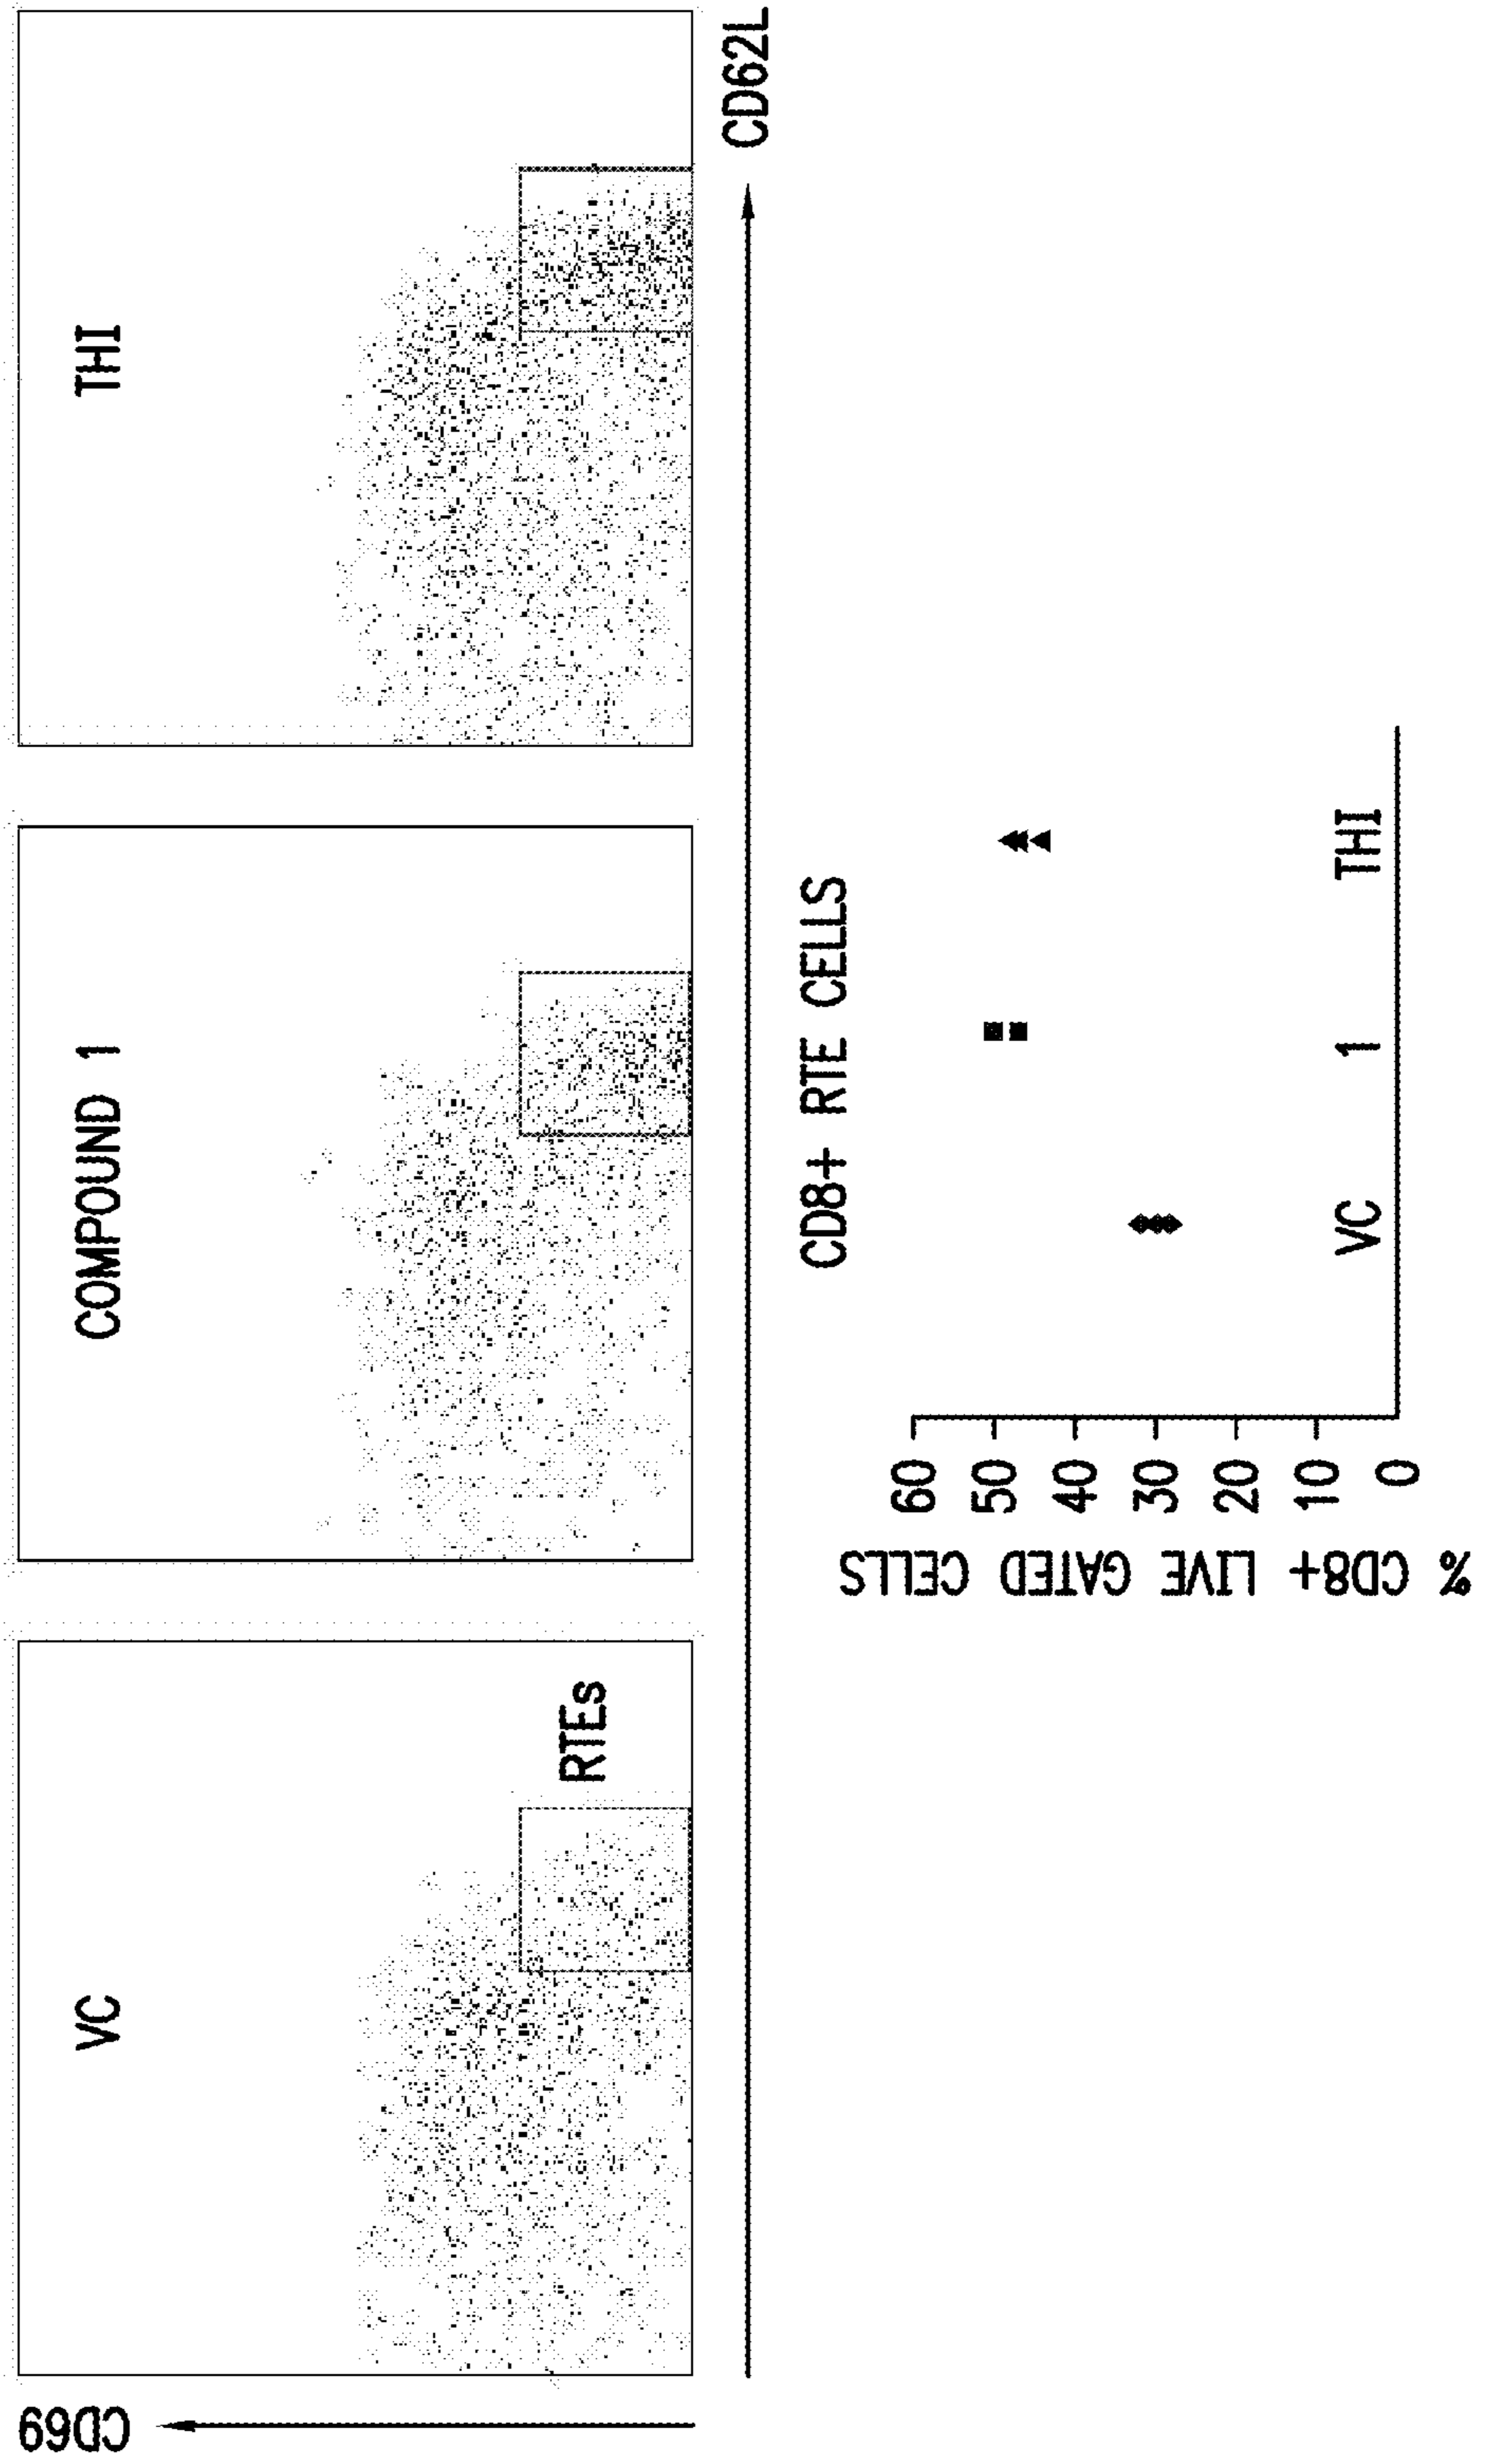 VC
COMPOUND 1
THI
RTEs
CD69
CD62L
CD8+ RTE CELLS
% CD8+ LIVE GATED CELLS
60
50
40
30
20
10
0
VC
1
THI